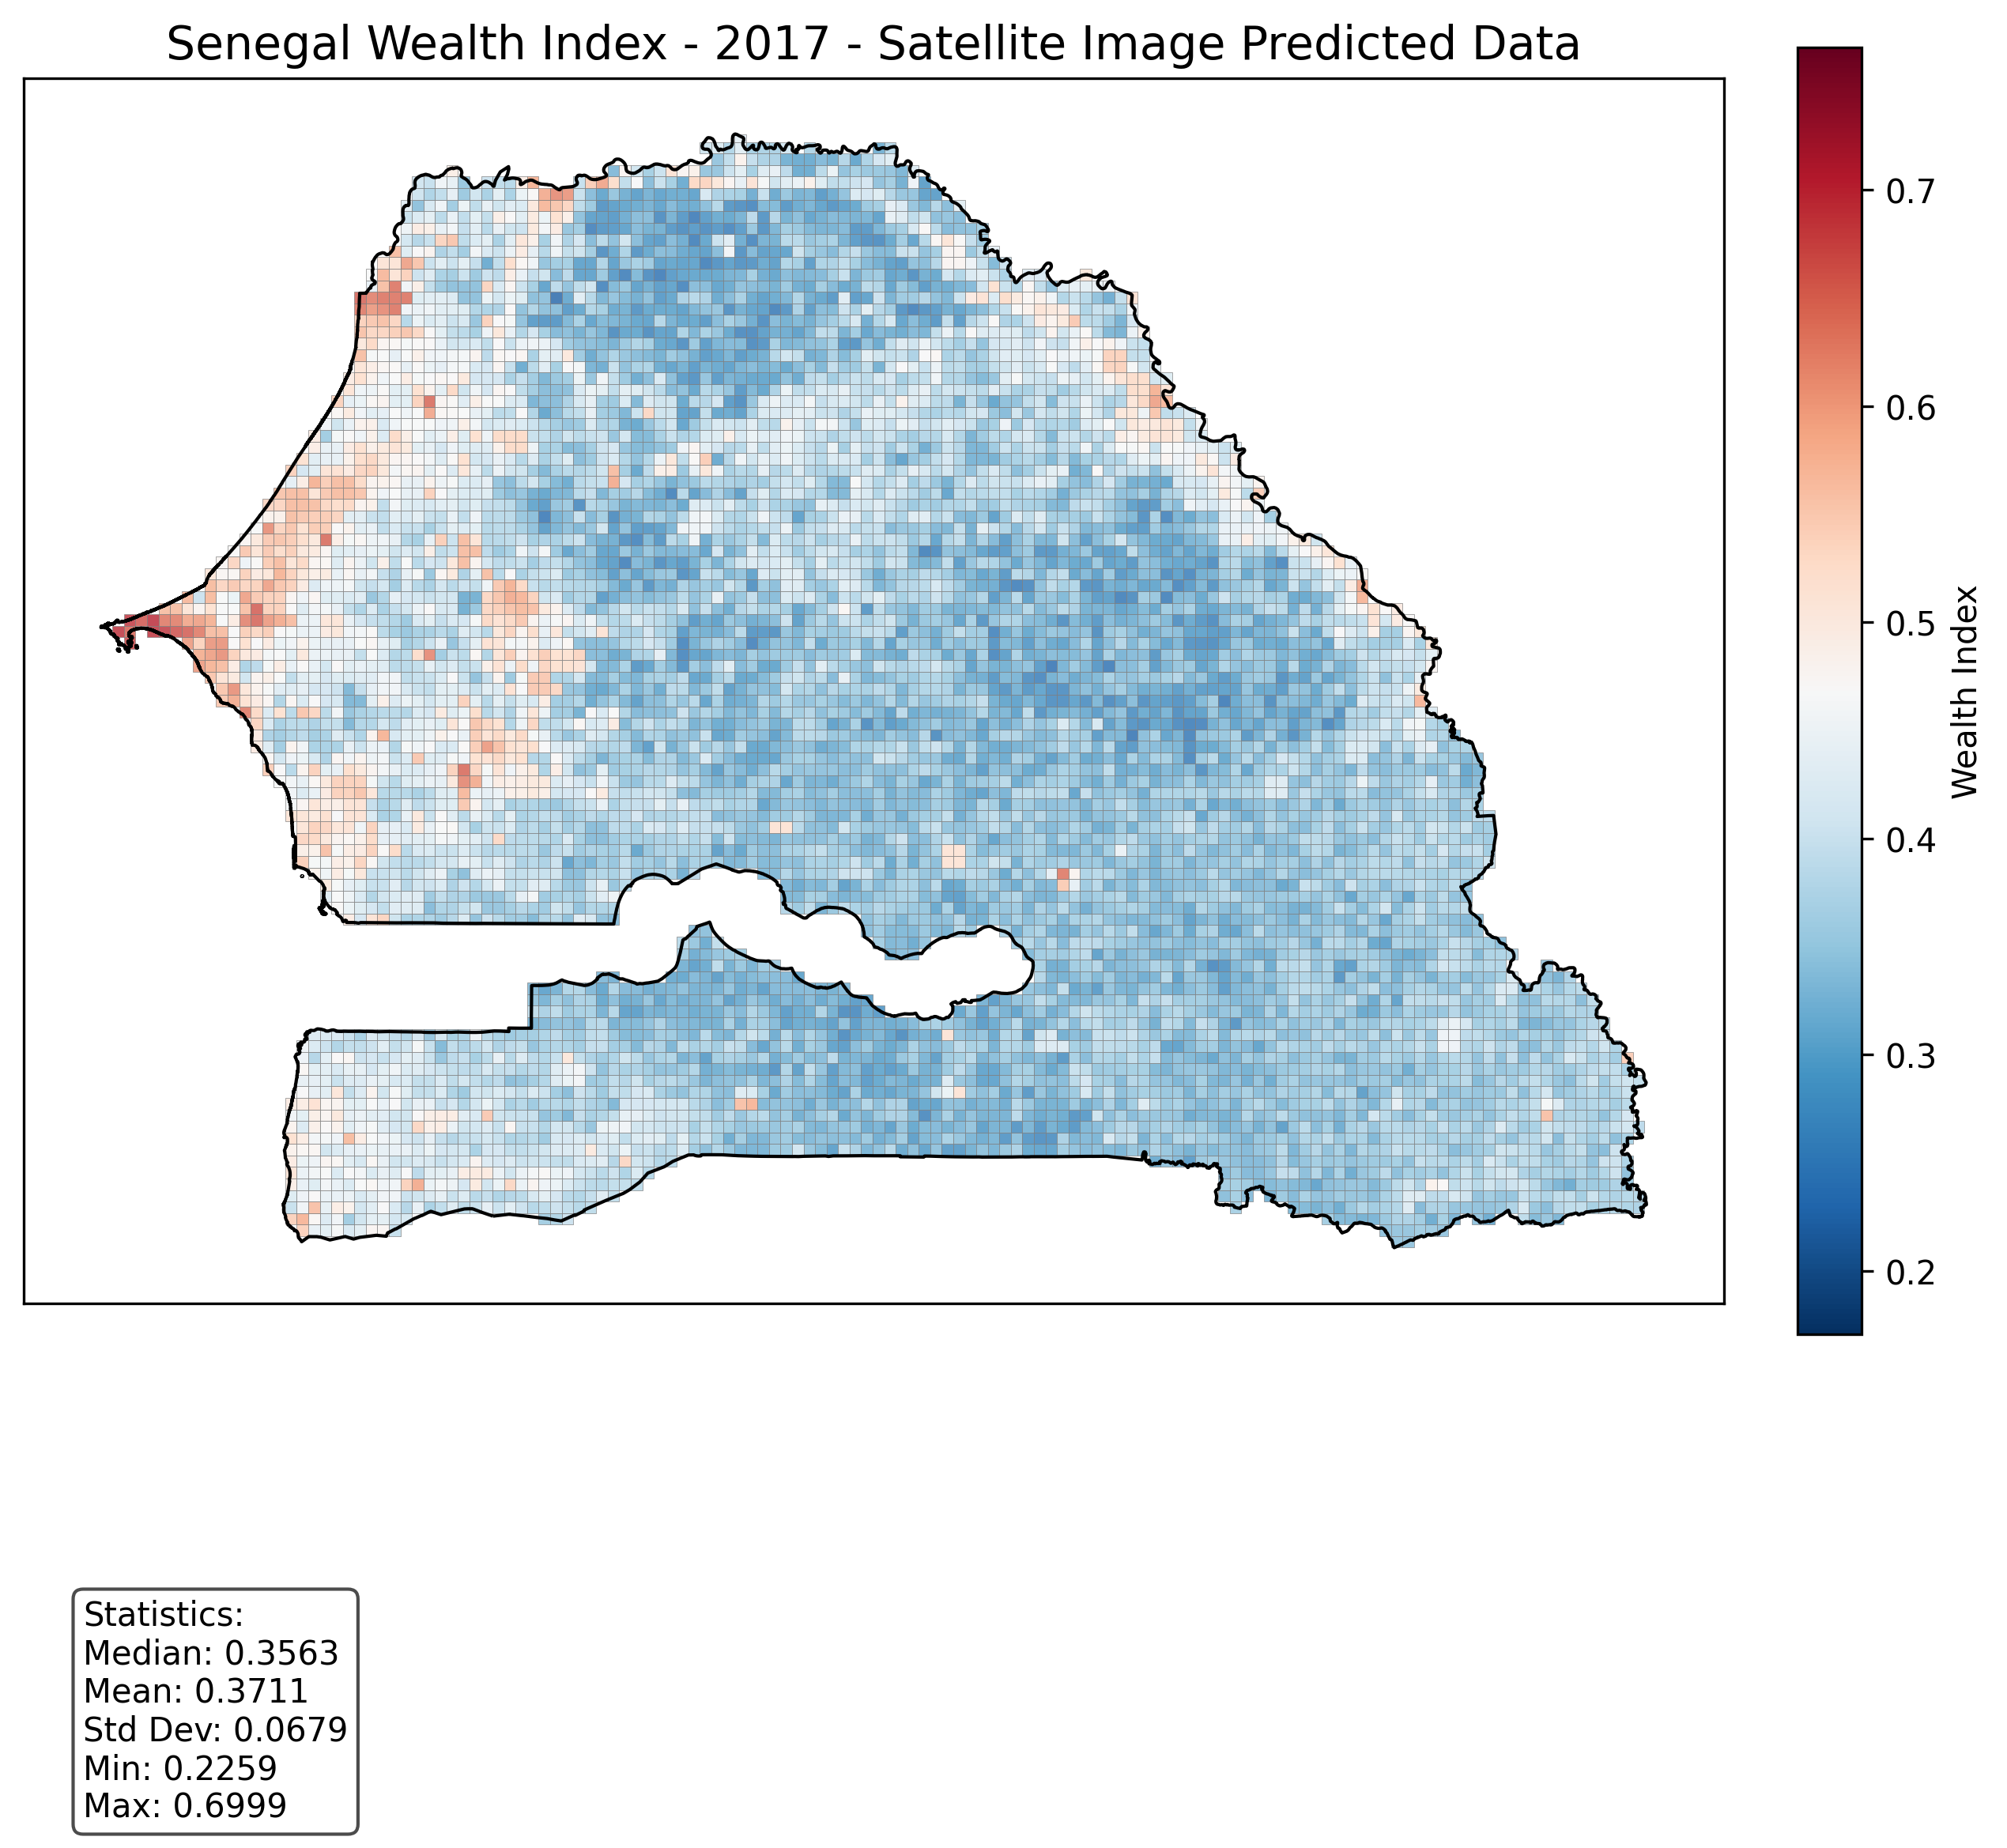 Senegal Wealth Index - 2017 - Satellite Image Predicted Data
0.7
0.6
0.5
0.4
0.3
0.2
Wealth Index
Statistics:
Median: 0.3563
Mean: 0.3711
Std Dev: 0.0679
Min: 0.2259
Max: 0.6999